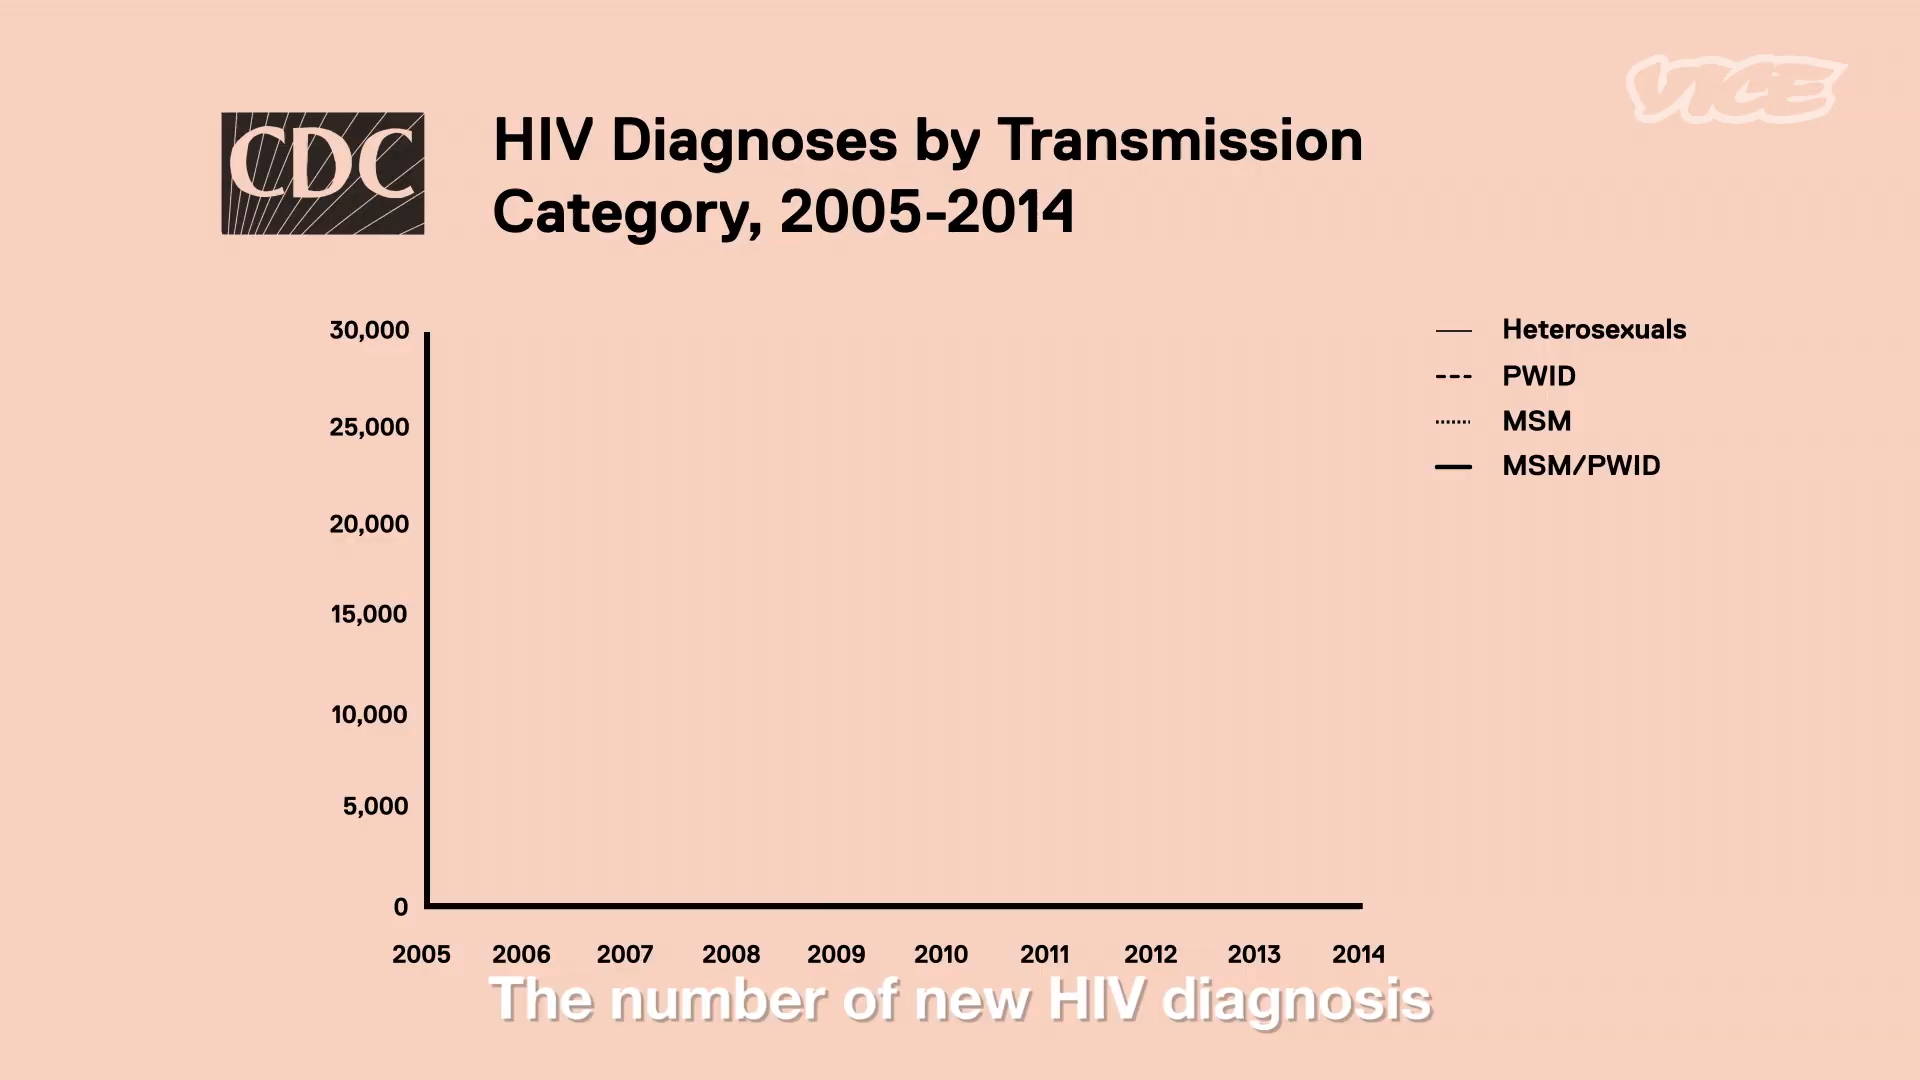 VICE
CDC
HIV Diagnoses by Transmission
Category, 2005-2014
30,000
25,000
20,000
15,000
10,000
5,000
0
Heterosexuals
PWID
MSM
MSM/PWID
2005 2006 2007 2008 2009 2010 2011 2012 2013 2014
The number of new HIV diagnosis